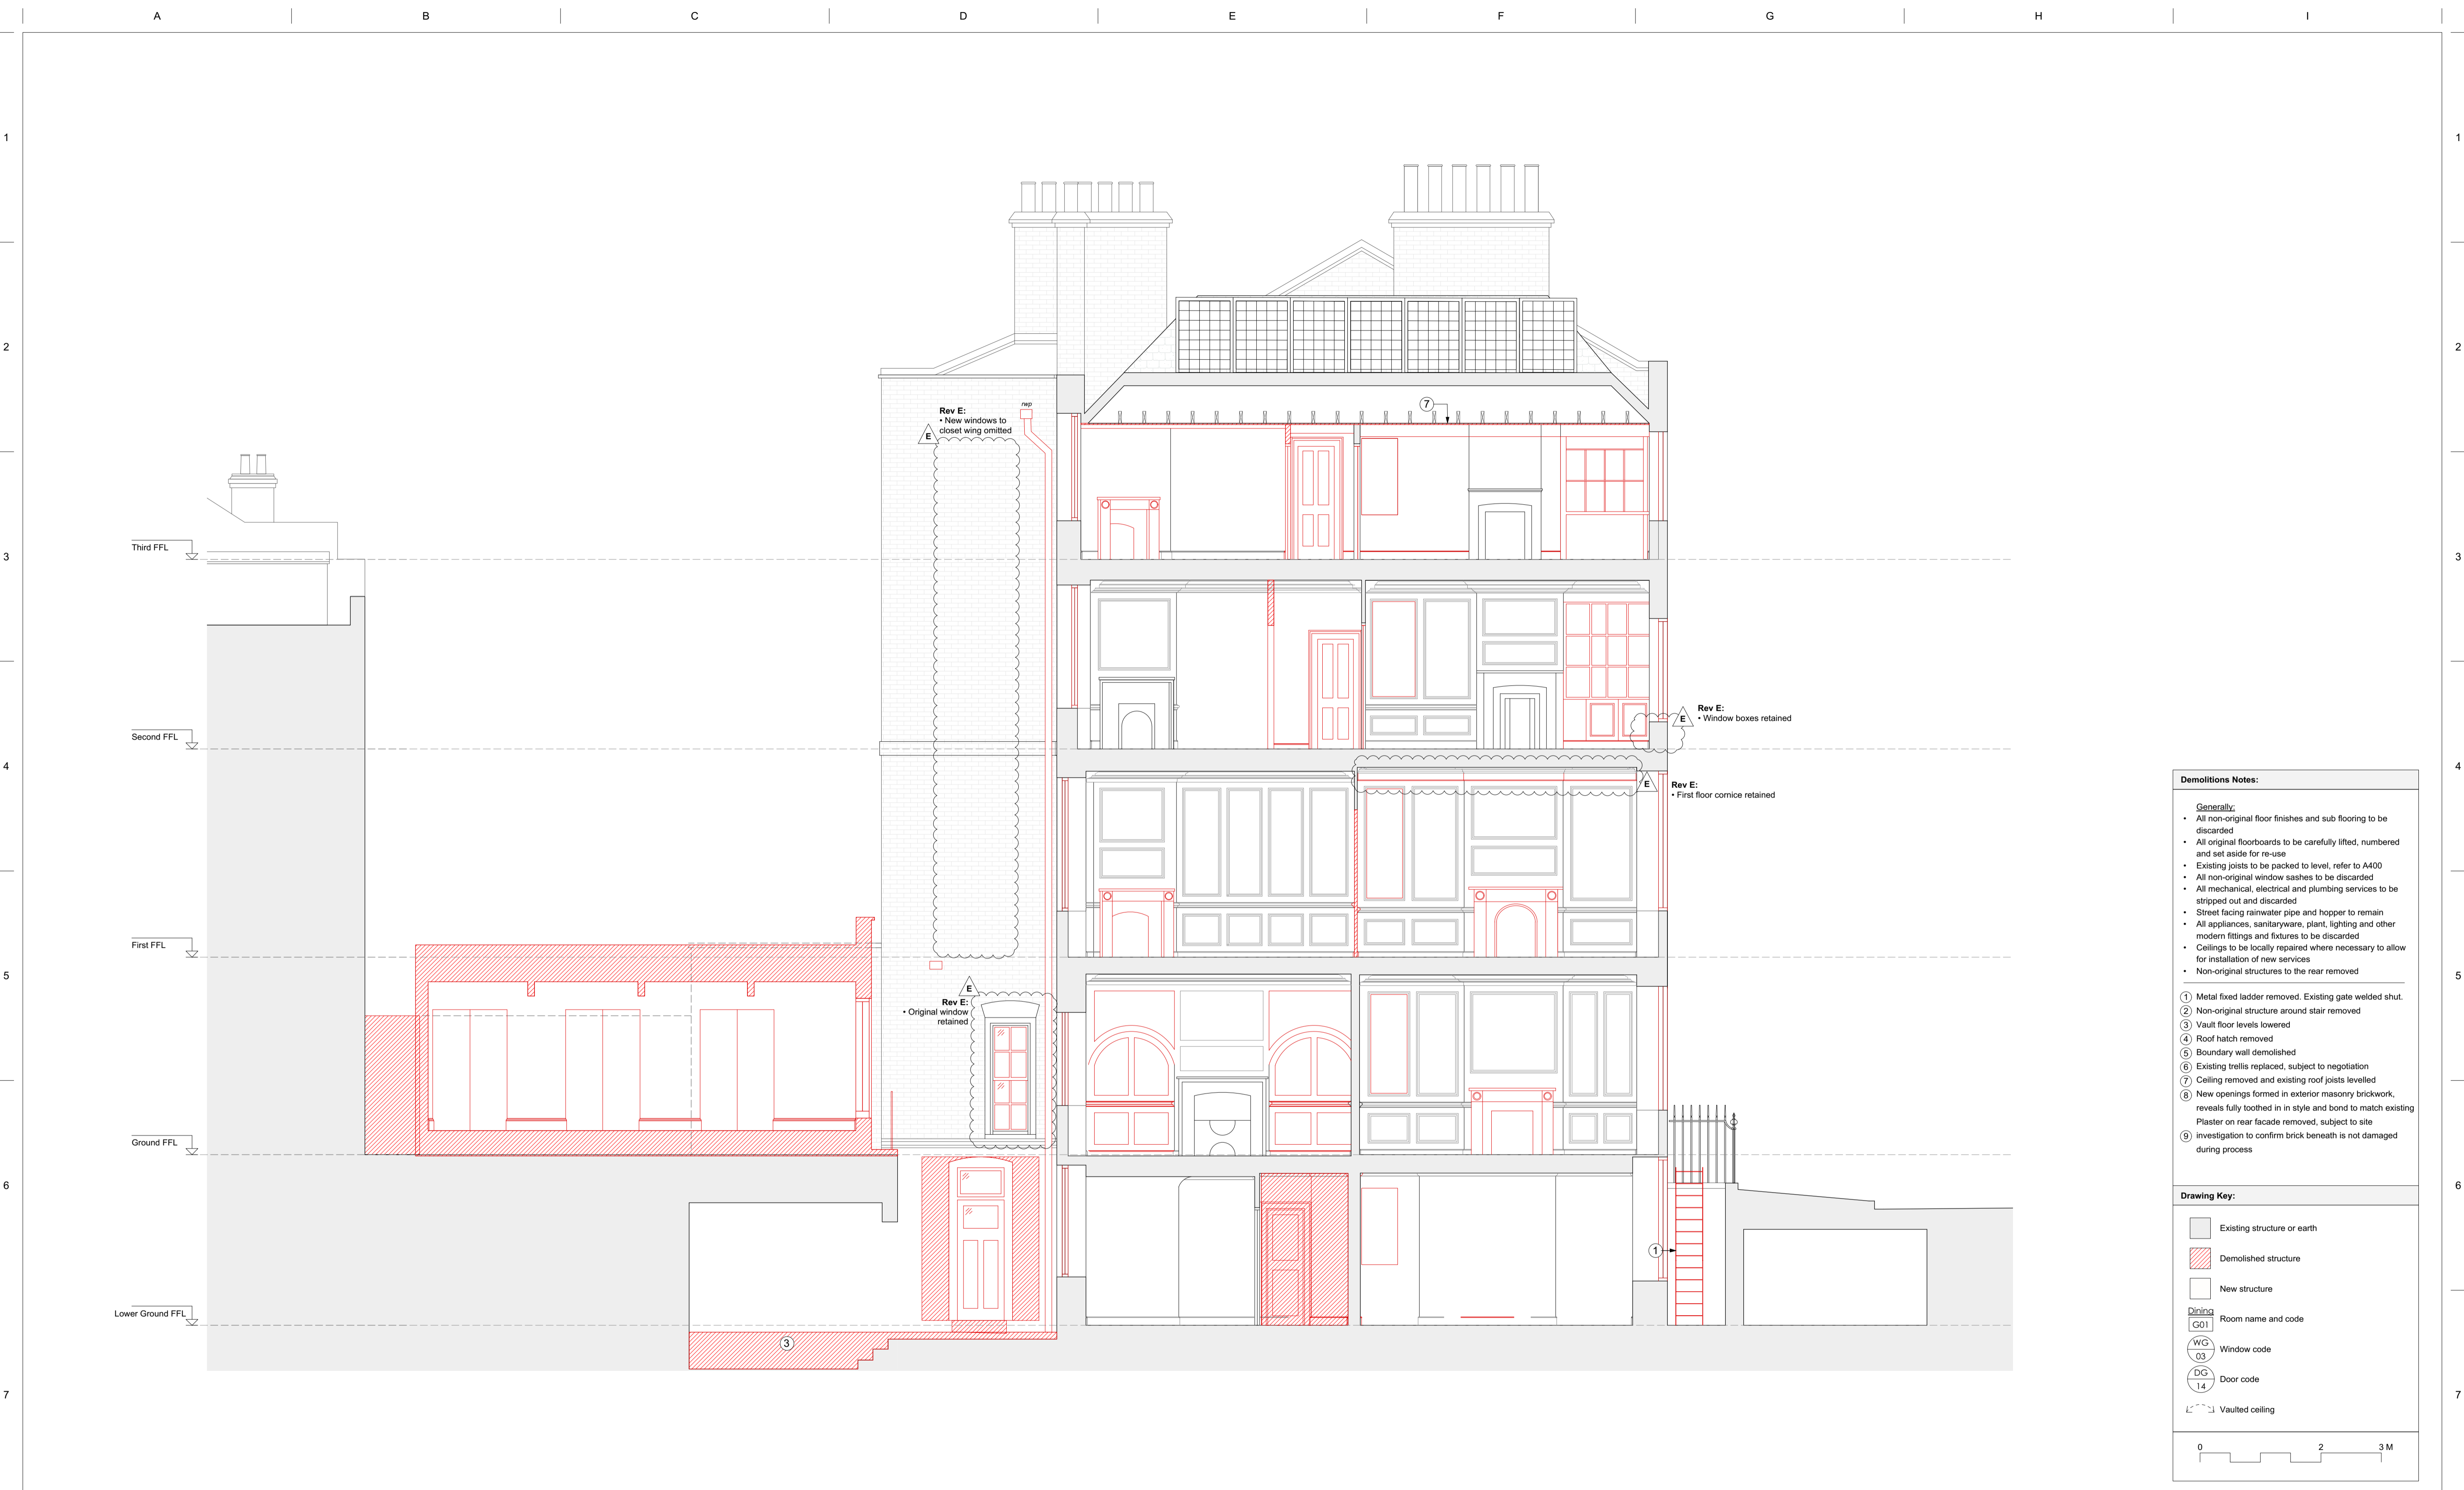 A B C D E F G H I
1 1
2 2
3 3
4 4
5 5
6 6
7 7
rwp
Rev E:
• New windows to
closet wing omitted
E
7
Third FFL
Second FFL
Rev E:
• Window boxes retained
E
Rev E:
• First floor cornice retained
E
First FFL
E
Rev E:
• Original window
retained
Ground FFL
1
Lower Ground FFL
3
Demolitions Notes:
Generally:
• All non-original floor finishes and sub flooring to be
discarded
• All original floorboards to be carefully lifted, numbered
and set aside for re-use
• Existing joists to be packed to level, refer to A400
• All non-original window sashes to be discarded
• All mechanical, electrical and plumbing services to be
stripped out and discarded
• Street facing rainwater pipe and hopper to remain
• All appliances, sanitaryware, plant, lighting and other
modern fittings and fixtures to be discarded
• Ceilings to be locally repaired where necessary to allow
for installation of new services
• Non-original structures to the rear removed
1 Metal fixed ladder removed. Existing gate welded shut.
2 Non-original structure around stair removed
3 Vault floor levels lowered
4 Roof hatch removed
5 Boundary wall demolished
6 Existing trellis replaced, subject to negotiation
7 Ceiling removed and existing roof joists levelled
8 New openings formed in exterior masonry brickwork,
reveals fully toothed in in style and bond to match existing
Plaster on rear facade removed, subject to site
9 investigation to confirm brick beneath is not damaged
during process
Drawing Key:
Existing structure or earth
Demolished structure
New structure
Dining
G01
Room name and code
WG
03
Window code
DG
14
Door code
Vaulted ceiling
0 2 3 M